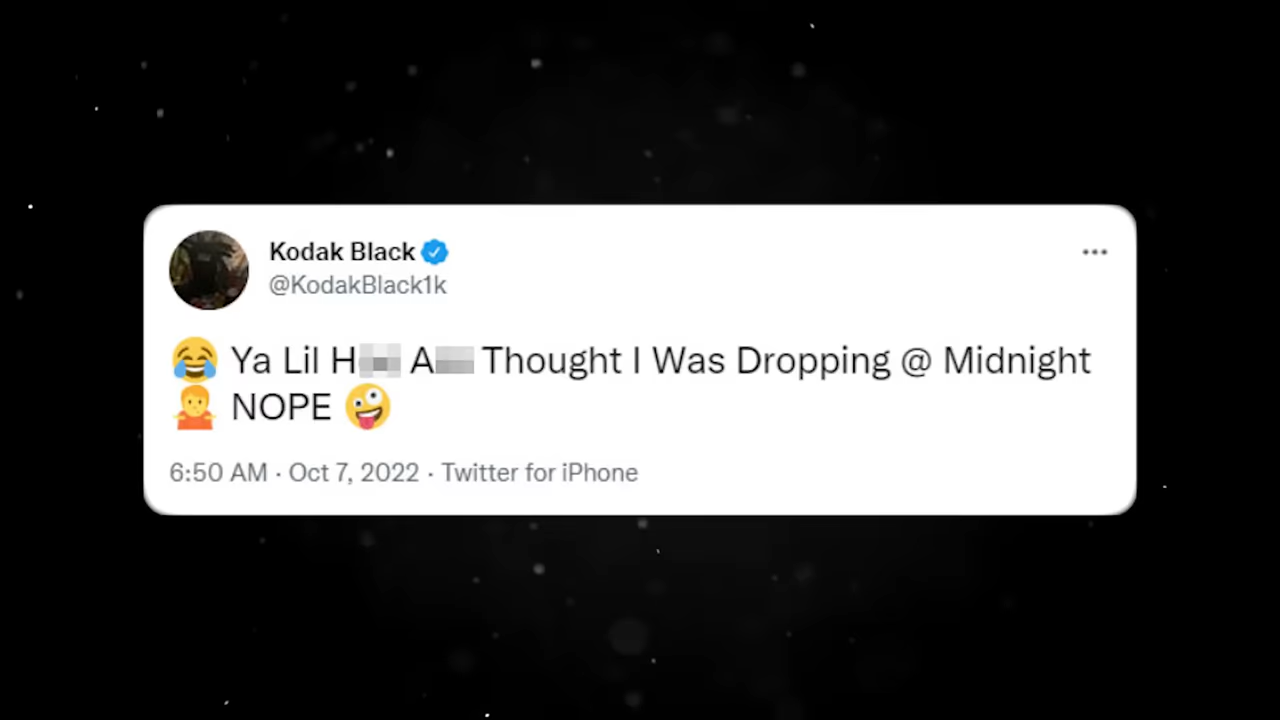 Kodak Black
@KodakBlack1k
😂 Ya Lil H A Thought I Was Dropping @ Midnight
🤷 NOPE 🤪
6:50 AM · Oct 7, 2022 · Twitter for iPhone